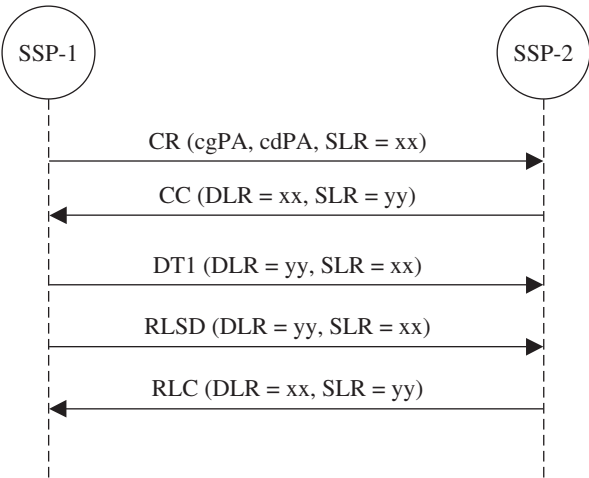 SSP-1
SSP-2
CR (cgPA, cdPA, SLR = xx)
CC (DLR = xx, SLR = yy)
DT1 (DLR = yy, SLR = xx)
RLSD (DLR = yy, SLR = xx)
RLC (DLR = xx, SLR = yy)